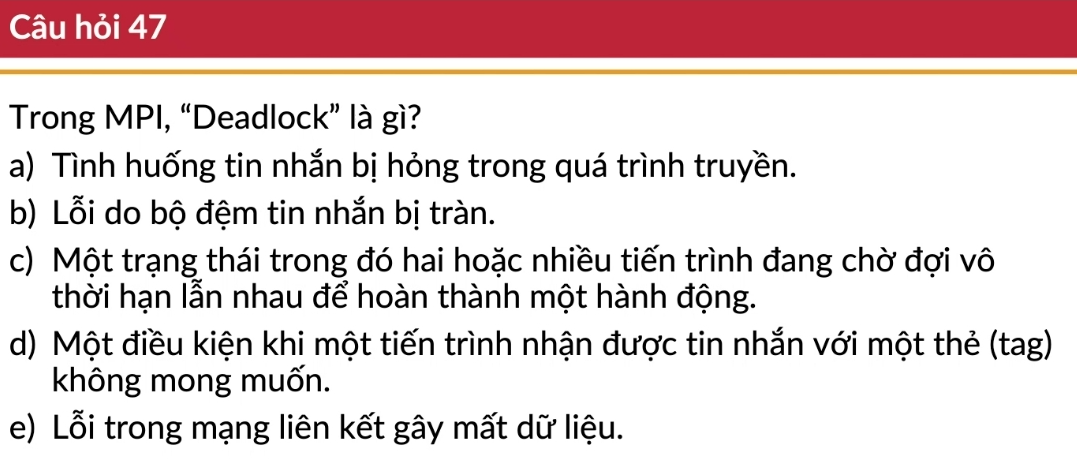 Câu hỏi 47
Trong MPI, “Deadlock” là gì?
a) Tình huống tin nhắn bị hỏng trong quá trình truyền.
b) Lỗi do bộ đệm tin nhắn bị tràn.
c) Một trạng thái trong đó hai hoặc nhiều tiến trình đang chờ đợi vô
thời hạn lẫn nhau để hoàn thành một hành động.
d) Một điều kiện khi một tiến trình nhận được tin nhắn với một thẻ (tag)
không mong muốn.
e) Lỗi trong mạng liên kết gây mất dữ liệu.